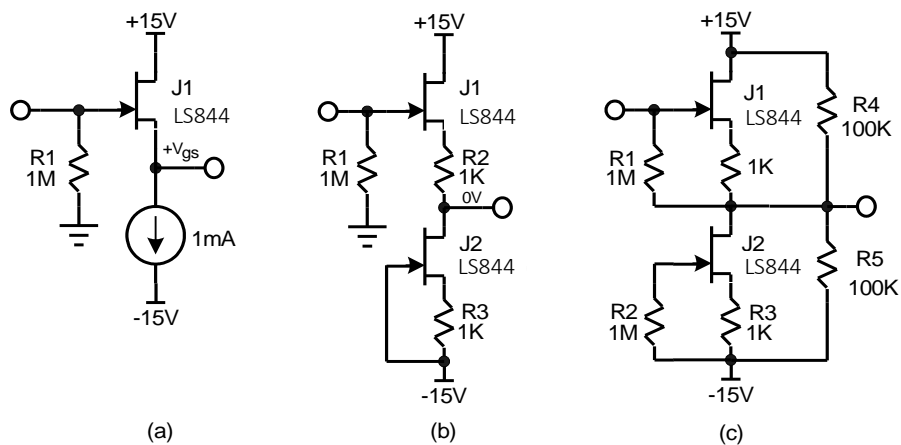 +15V
J1
LS844
R1
1M
+Vgs
1mA
-15V
(a)
+15V
J1
LS844
R1
1M
R2
1K
0V
J2
LS844
R3
1K
-15V
(b)
+15V
J1
LS844
R4
100K
R1
1M
1K
J2
LS844
R5
100K
R2
1M
R3
1K
-15V
(c)